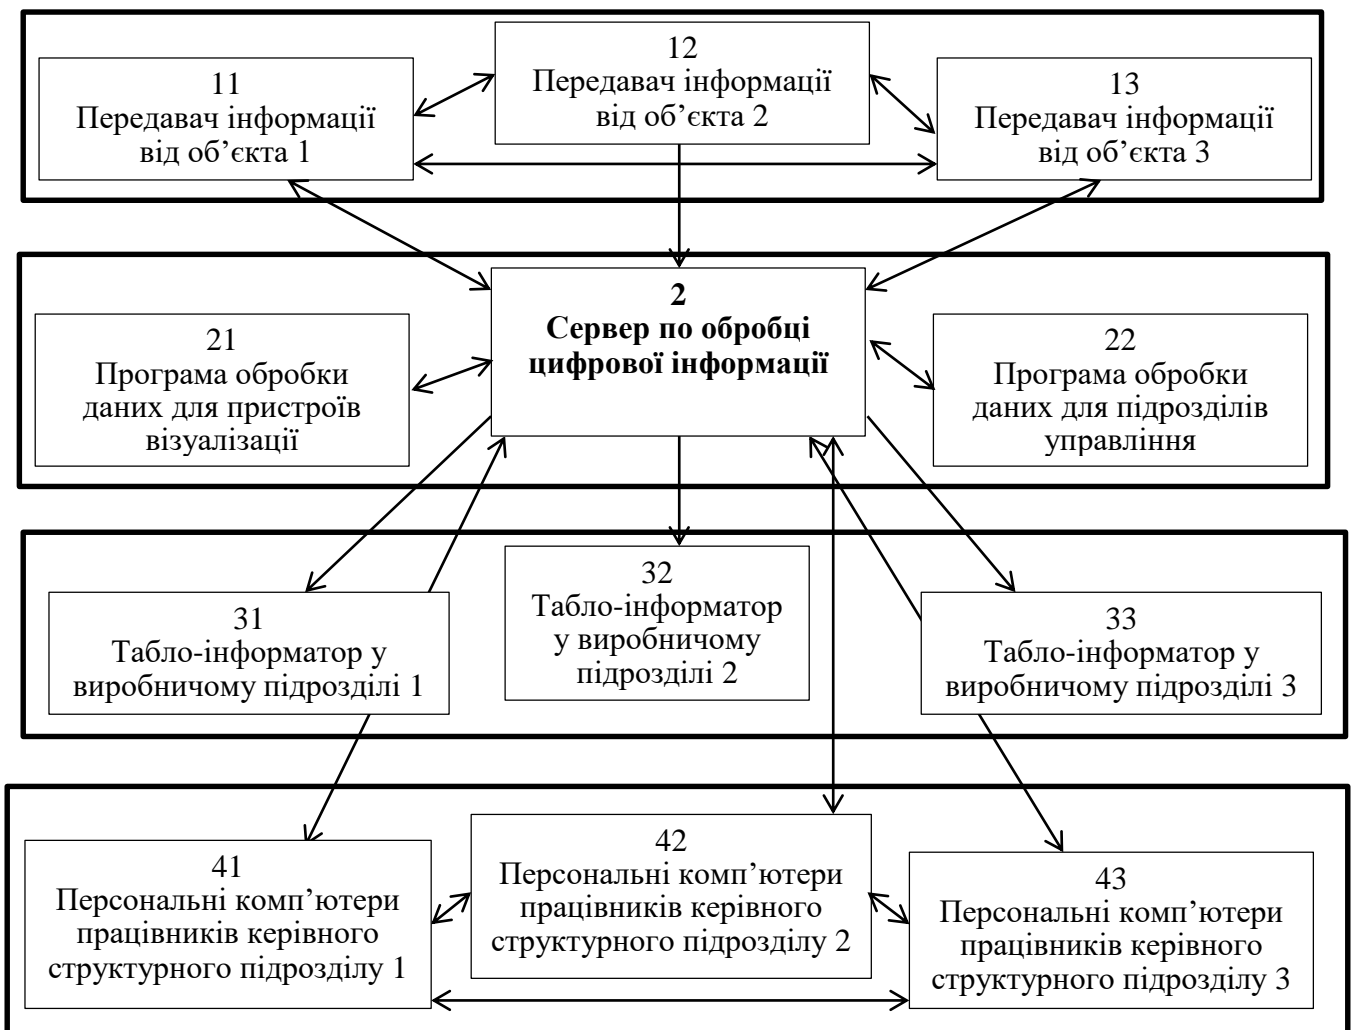 11
Передавач інформації
від об’єкта 1
12
Передавач інформації
від об’єкта 2
13
Передавач інформації
від об’єкта 3
21
Програма обробки
даних для пристроїв
візуалізації
2
Сервер по обробці
цифрової інформації
22
Програма обробки
даних для підрозділів
управління
31
Табло-інформатор у
виробничому підрозділі 1
32
Табло-інформатор
у виробничому
підрозділі 2
33
Табло-інформатор у
виробничому підрозділі 3
41
Персональні комп’ютери
працівників керівного
структурного підрозділу 1
42
Персональні комп’ютери
працівників керівного
структурного підрозділу 2
43
Персональні комп’ютери
працівників керівного
структурного підрозділу 3